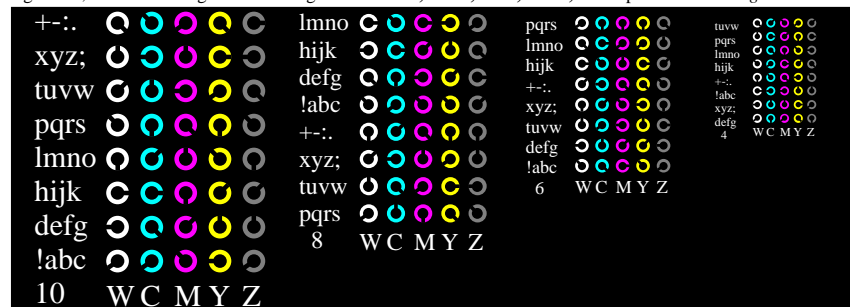 +-:.
xyz;
tuvw
pqrs
lmno
hijk
defg
!abc
10 W C M Y Z
lmno
hijk
defg
!abc
+-:.
xyz;
tuvw
pqrs
8 W C M Y Z
pqrs
lmno
hijk
+-:.
xyz;
tuvw
defg
!abc
6 W C M Y Z
tuvw
pqrs
lmno
hijk
+-:.
!abc
xyz;
defg
4 W C M Y Z